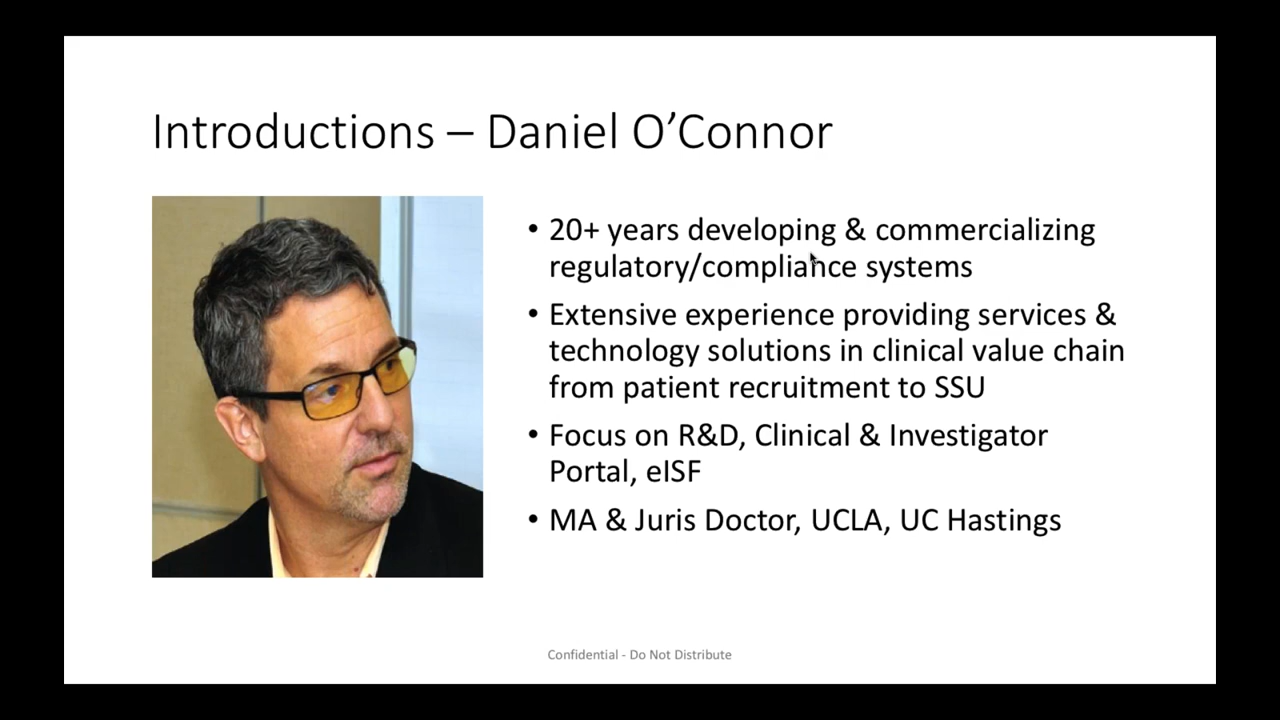 Introductions – Daniel O’Connor
• 20+ years developing & commercializing
regulatory/compliance systems
• Extensive experience providing services &
technology solutions in clinical value chain
from patient recruitment to SSU
• Focus on R&D, Clinical & Investigator
Portal, eISF
• MA & Juris Doctor, UCLA, UC Hastings
Confidential - Do Not Distribute